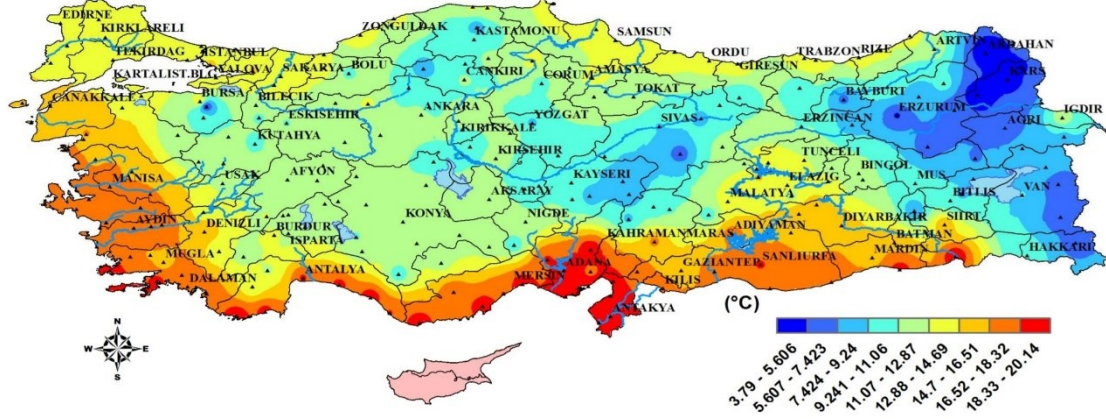 EDIRNE
KIRKLARELI
TEKIRDAG
ISTANBUL
KARTALIST.BLG.
YALOVA
SAKARYA
ZONGULDAK
BOLU
KASTAMONU
SAMSUN
ORDU
GIRESUN
TRABZON
RIZE
ARTVIN
ARDAHAN
KARS
CANAKKALE
BURSA
BILECIK
ESKISEHIR
ANKARA
CANKIRI
CORUM
AMASYA
TOKAT
BAYBURT
ERZURUM
IGDIR
AGRI
KUTAHYA
KIRIKKALE
YOZGAT
SIVAS
ERZINCAN
MANISA
USAK
AFYON
KIRSEHIR
AKSARAY
KAYSERI
TUNCELI
BINGOL
ELAZIG
MALATYA
MUS
BITLIS
VAN
AYDIN
DENIZLI
BURDUR
ISPARTA
KONYA
NIGDE
KAHRAMANMARAS
ADIYAMAN
DIYARBAKIR
SIIRT
BATMAN
MARDIN
HAKKARI
MUGLA
DALAMAN
ANTALYA
MERSIN
ADANA
GAZIANTEP
KILIS
SANLIURFA
ANTAKYA
(°C)
N
W E
S
3.79 - 5.606
5.607 - 7.423
7.424 - 9.24
9.241 - 11.06
11.07 - 12.87
12.88 - 14.69
14.7 - 16.51
16.52 - 18.32
18.33 - 20.14